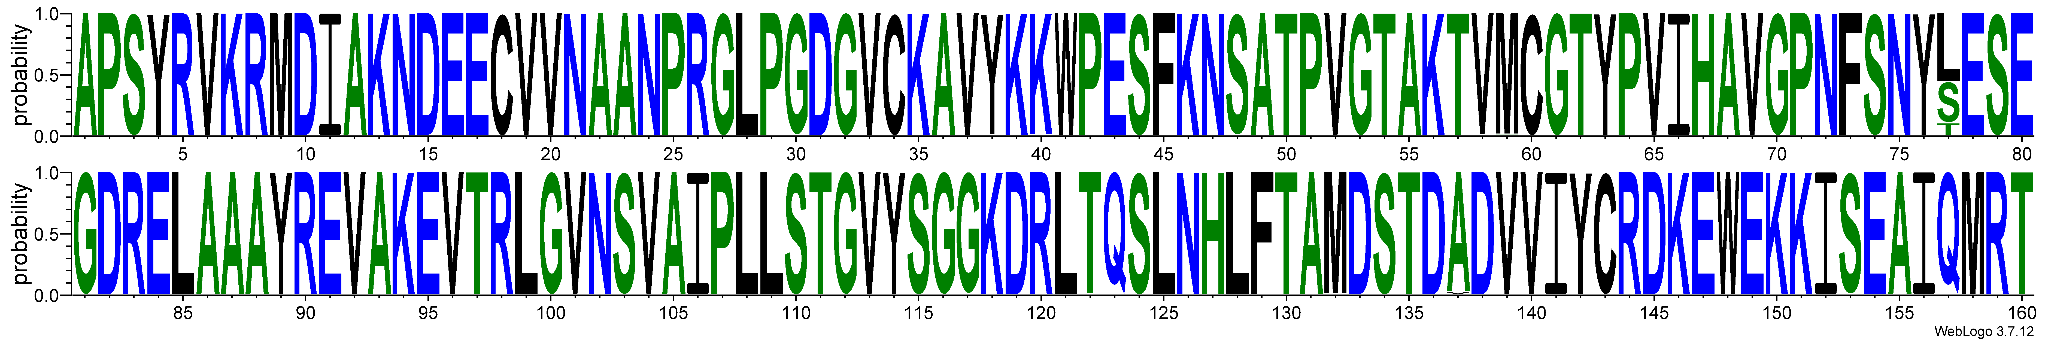 probability
1.0
0.5
0.0
APSYRVKRMDIAKNDEECVVNAANPRGLPGDGVCKAVYKKWPESFKNSATPVGTAKTVMCGTYPVIHAVGPNFSNYLESE
S
T
5 10 15 20 25 30 35 40 45 50 55 60 65 70 75 80
probability
1.0
0.5
0.0
GDRELAAAYREVAKEVTRLGVNSVAIPLLSTGVYSGGKDRLTQSLNHLFTAMDSTDADVVIYCRDKEWEKKISEAIQMRT
85 90 95 100 105 110 115 120 125 130 135 140 145 150 155 160
WebLogo 3.7.12